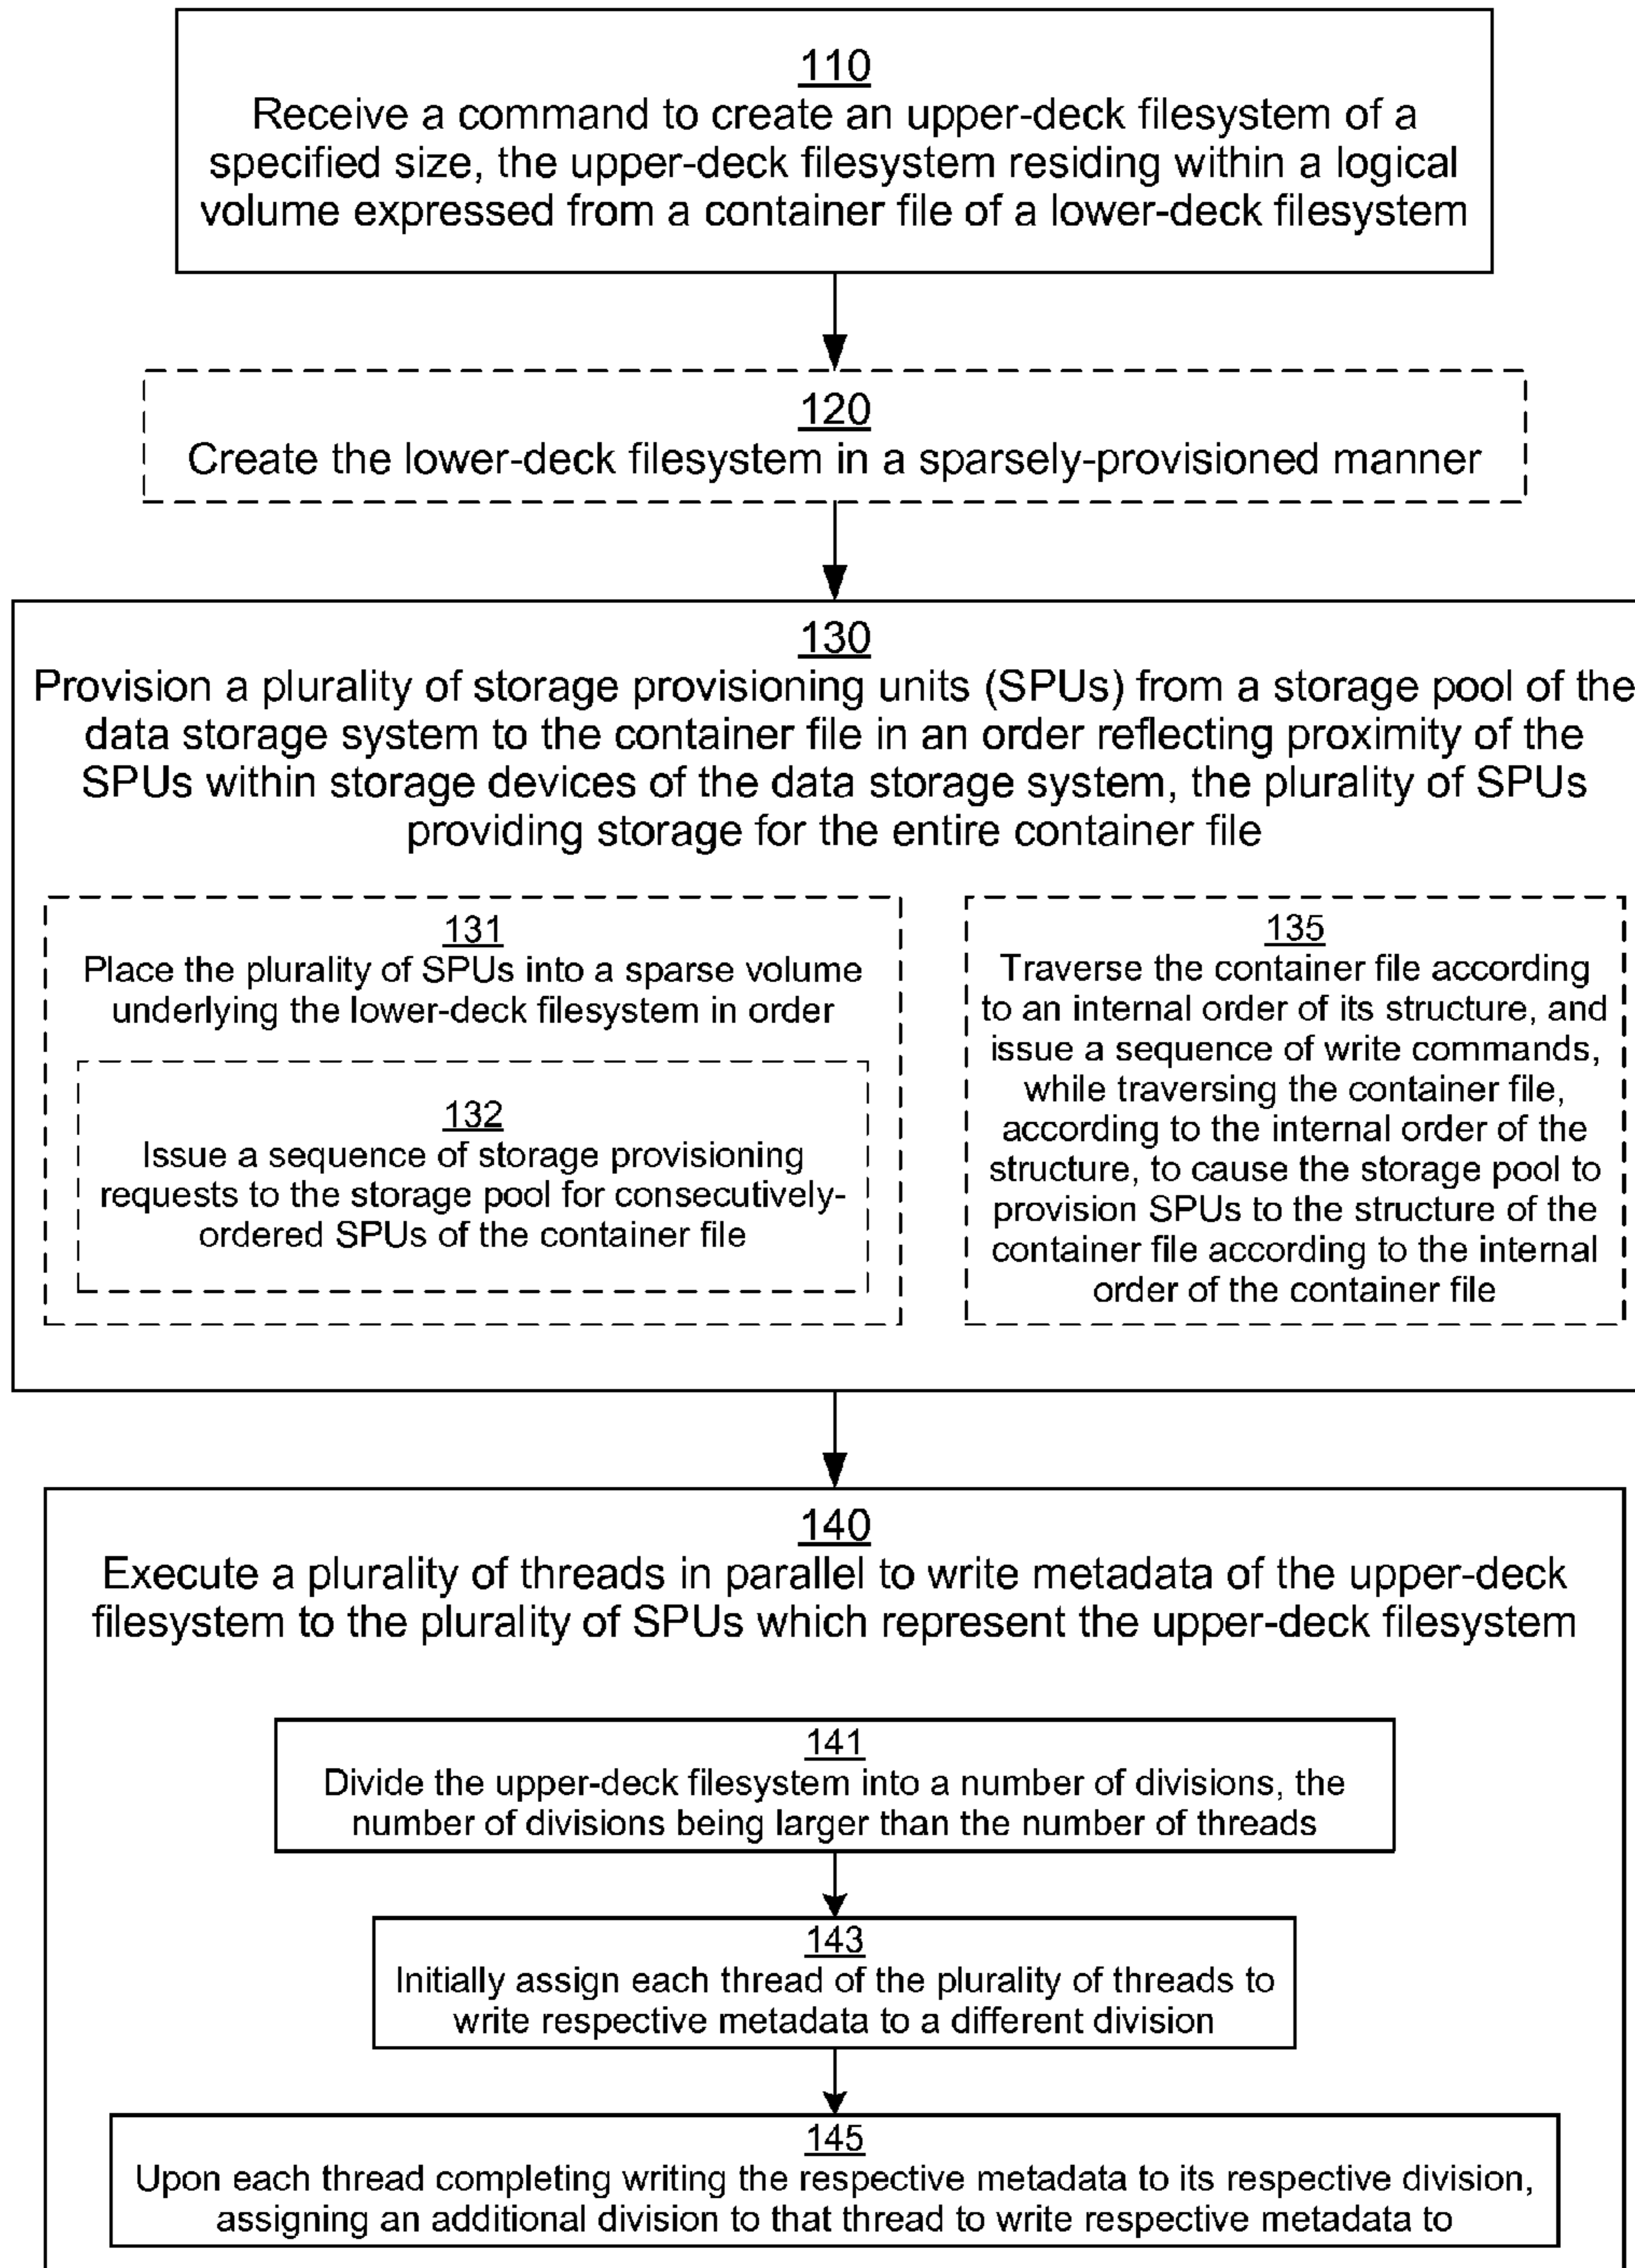 110
Receive a command to create an upper-deck filesystem of a
specified size, the upper-deck filesystem residing within a logical
volume expressed from a container file of a lower-deck filesystem
120
Create the lower-deck filesystem in a sparsely-provisioned manner
130
Provision a plurality of storage provisioning units (SPUs) from a storage pool of the
data storage system to the container file in an order reflecting proximity of the
SPUs within storage devices of the data storage system, the plurality of SPUs
providing storage for the entire container file
131
Place the plurality of SPUs into a sparse volume
underlying the lower-deck filesystem in order
132
Issue a sequence of storage provisioning
requests to the storage pool for consecutively-
ordered SPUs of the container file
135
Traverse the container file according
to an internal order of its structure, and
issue a sequence of write commands,
while traversing the container file,
according to the internal order of the
structure, to cause the storage pool to
provision SPUs to the structure of the
container file according to the internal
order of the container file
140
Execute a plurality of threads in parallel to write metadata of the upper-deck
filesystem to the plurality of SPUs which represent the upper-deck filesystem
141
Divide the upper-deck filesystem into a number of divisions, the
number of divisions being larger than the number of threads
143
Initially assign each thread of the plurality of threads to
write respective metadata to a different division
145
Upon each thread completing writing the respective metadata to its respective division,
assigning an additional division to that thread to write respective metadata to